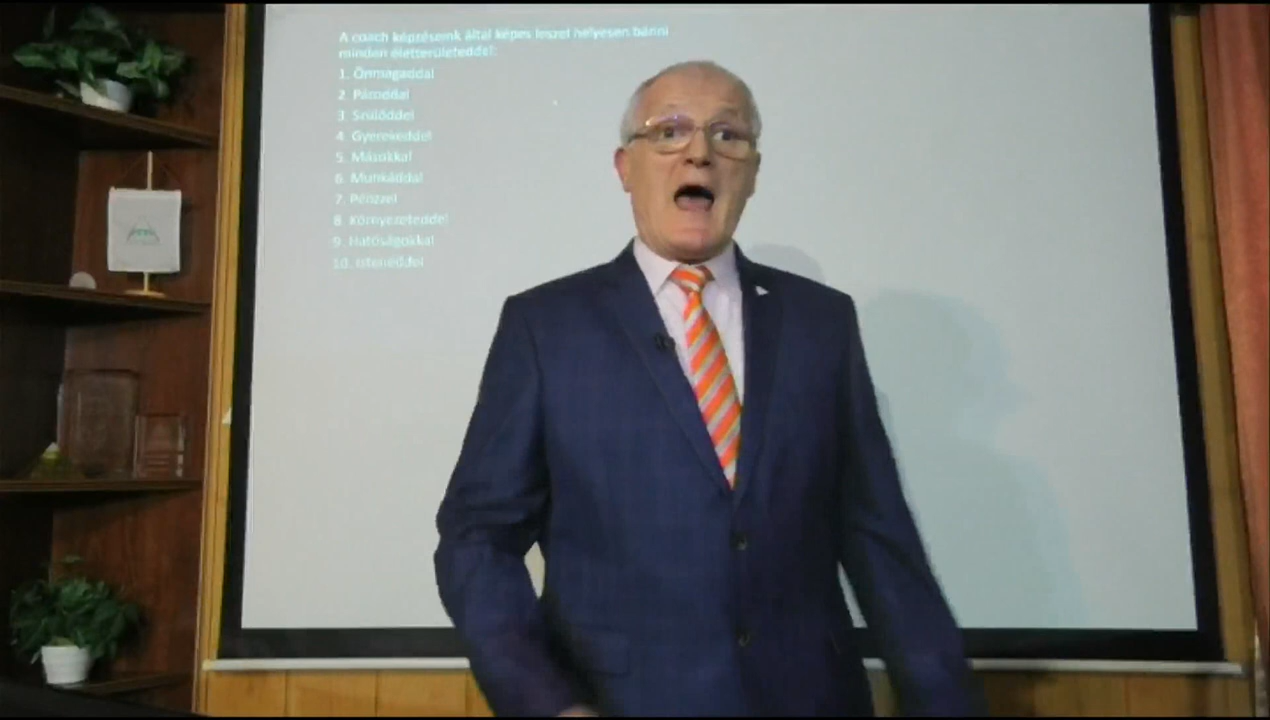 A coach képzéseink által képes leszel helyesen bánni
minden életterületeddel:
1. Önmagaddal
2. Pároddal
3. Szülőddel
4. Gyerekeddel
5. Másokkal
6. Munkáddal
7. Pénzzel
8. Környezeteddel
9. Hatóságokkal
10. Isteneddel